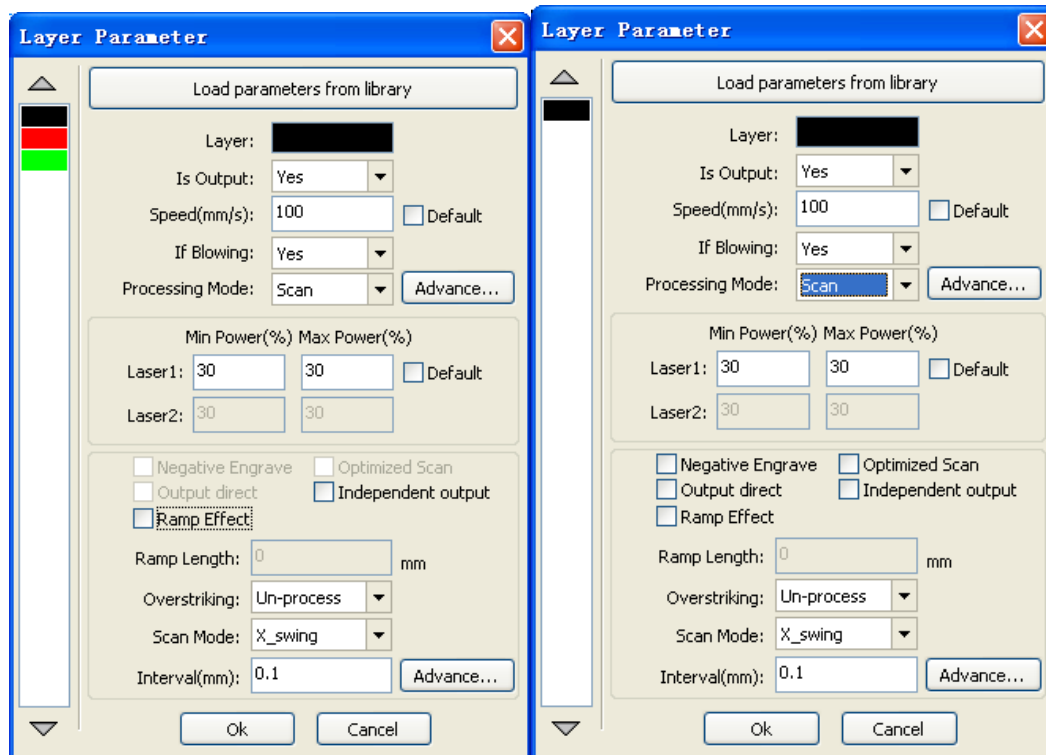 Layer Parameter
Load parameters from library
Layer:
Is Output: Yes
Speed(mm/s): 100 Default
If Blowing: Yes
Processing Mode: Scan Advance...
Min Power(%) Max Power(%)
Laser1: 30 30 Default
Laser2: 30 30
Negative Engrave Optimized Scan
Output direct Independent output
Ramp Effect
Ramp Length: 0 mm
Overstriking: Un-process
Scan Mode: X_swing
Interval(mm): 0.1 Advance...
Ok Cancel
Layer Parameter
Load parameters from library
Layer:
Is Output: Yes
Speed(mm/s): 100 Default
If Blowing: Yes
Processing Mode: Scan Advance...
Min Power(%) Max Power(%)
Laser1: 30 30 Default
Laser2: 30 30
Negative Engrave Optimized Scan
Output direct Independent output
Ramp Effect
Ramp Length: 0 mm
Overstriking: Un-process
Scan Mode: X_swing
Interval(mm): 0.1 Advance...
Ok Cancel